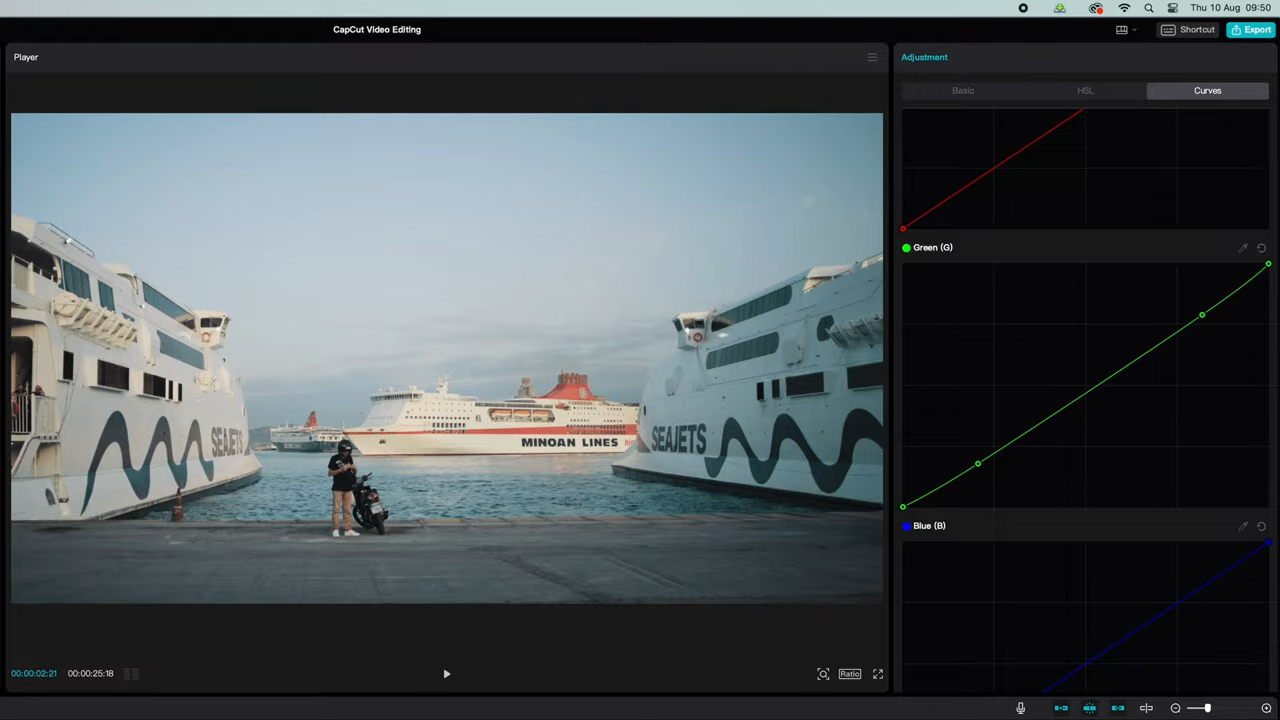 Thu 10 Aug 09:50
CapCut Video Editing
Shortcut
Export
Player
Adjustment
Basic
HSL
Curves
Green (G)
SEAJETS
MINOAN LINES
SEAJETS
Blue (B)
00:00:02:21
00:00:25:18
Ratio